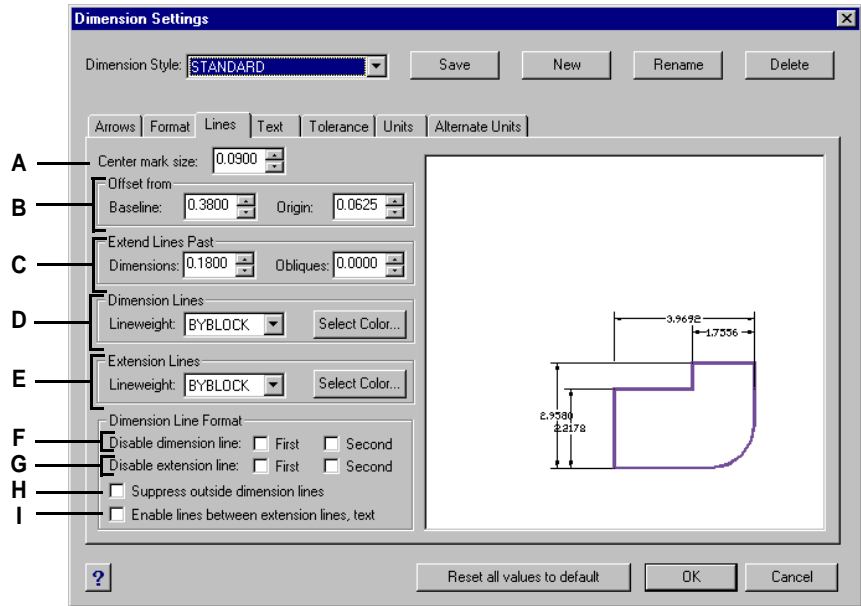 Dimension Settings
Dimension Style: STANDARD Save New Rename Delete
Arrows Format Lines Text Tolerance Units Alternate Units
A Center mark size: 0.0900
Offset from
B Baseline: 0.3800 Origin: 0.0625
Extend Lines Past
C Dimensions: 0.1800 Obliques: 0.0000
Dimension Lines
D Lineweight: BYBLOCK Select Color...
Extension Lines
E Lineweight: BYBLOCK Select Color...
Dimension Line Format
F Disable dimension line: First Second
G Disable extension line: First Second
H Suppress outside dimension lines
I Enable lines between extension lines, text
3.9692
1.7556
2.9580
2.2178
? Reset all values to default OK Cancel